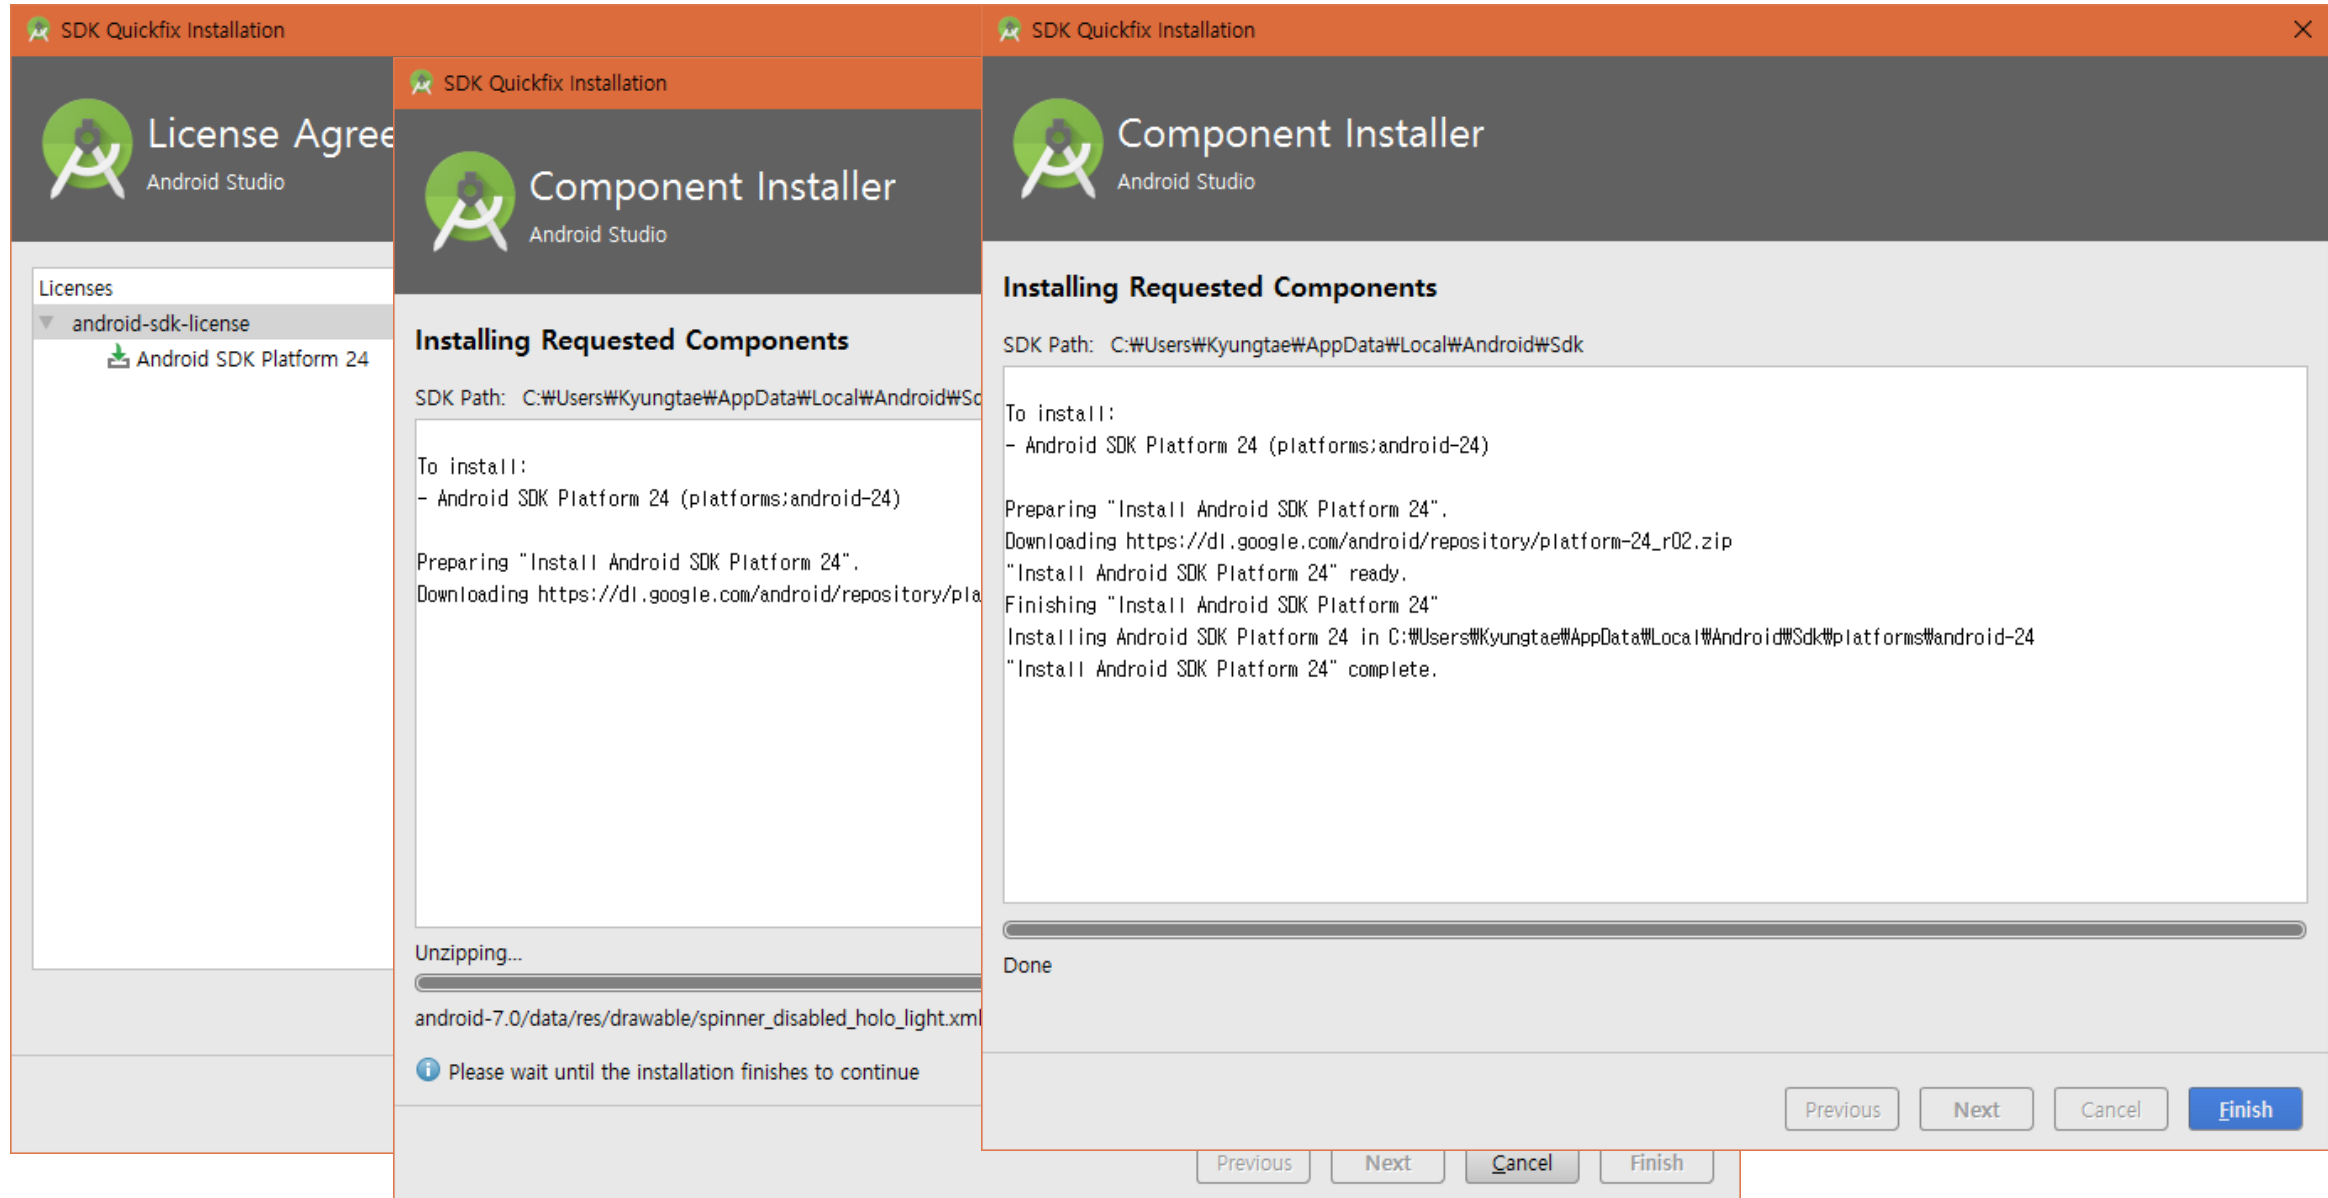 SDK Quickfix Installation
License Agree
Android Studio
Licenses
android-sdk-license
Android SDK Platform 24
SDK Quickfix Installation
Component Installer
Android Studio
Installing Requested Components
SDK Path: C:₩Users₩Kyungtae₩AppData₩Local₩Android₩Sd
To install:
- Android SDK Platform 24 (platforms;android-24)
Preparing "Install Android SDK Platform 24".
Downloading https://dl.google.com/android/repository/pla
Unzipping...
android-7.0/data/res/drawable/spinner_disabled_holo_light.xml
Please wait until the installation finishes to continue
Previous Next Cancel Finish
SDK Quickfix Installation
Component Installer
Android Studio
Installing Requested Components
SDK Path: C:₩Users₩Kyungtae₩AppData₩Local₩Android₩Sdk
To install:
- Android SDK Platform 24 (platforms;android-24)
Preparing "Install Android SDK Platform 24".
Downloading https://dl.google.com/android/repository/platform-24_r02.zip
"Install Android SDK Platform 24" ready.
Finishing "Install Android SDK Platform 24"
Installing Android SDK Platform 24 in C:₩Users₩Kyungtae₩AppData₩Local₩Android₩Sdk₩platforms₩android-24
"Install Android SDK Platform 24" complete.
Done
Previous Next Cancel Finish